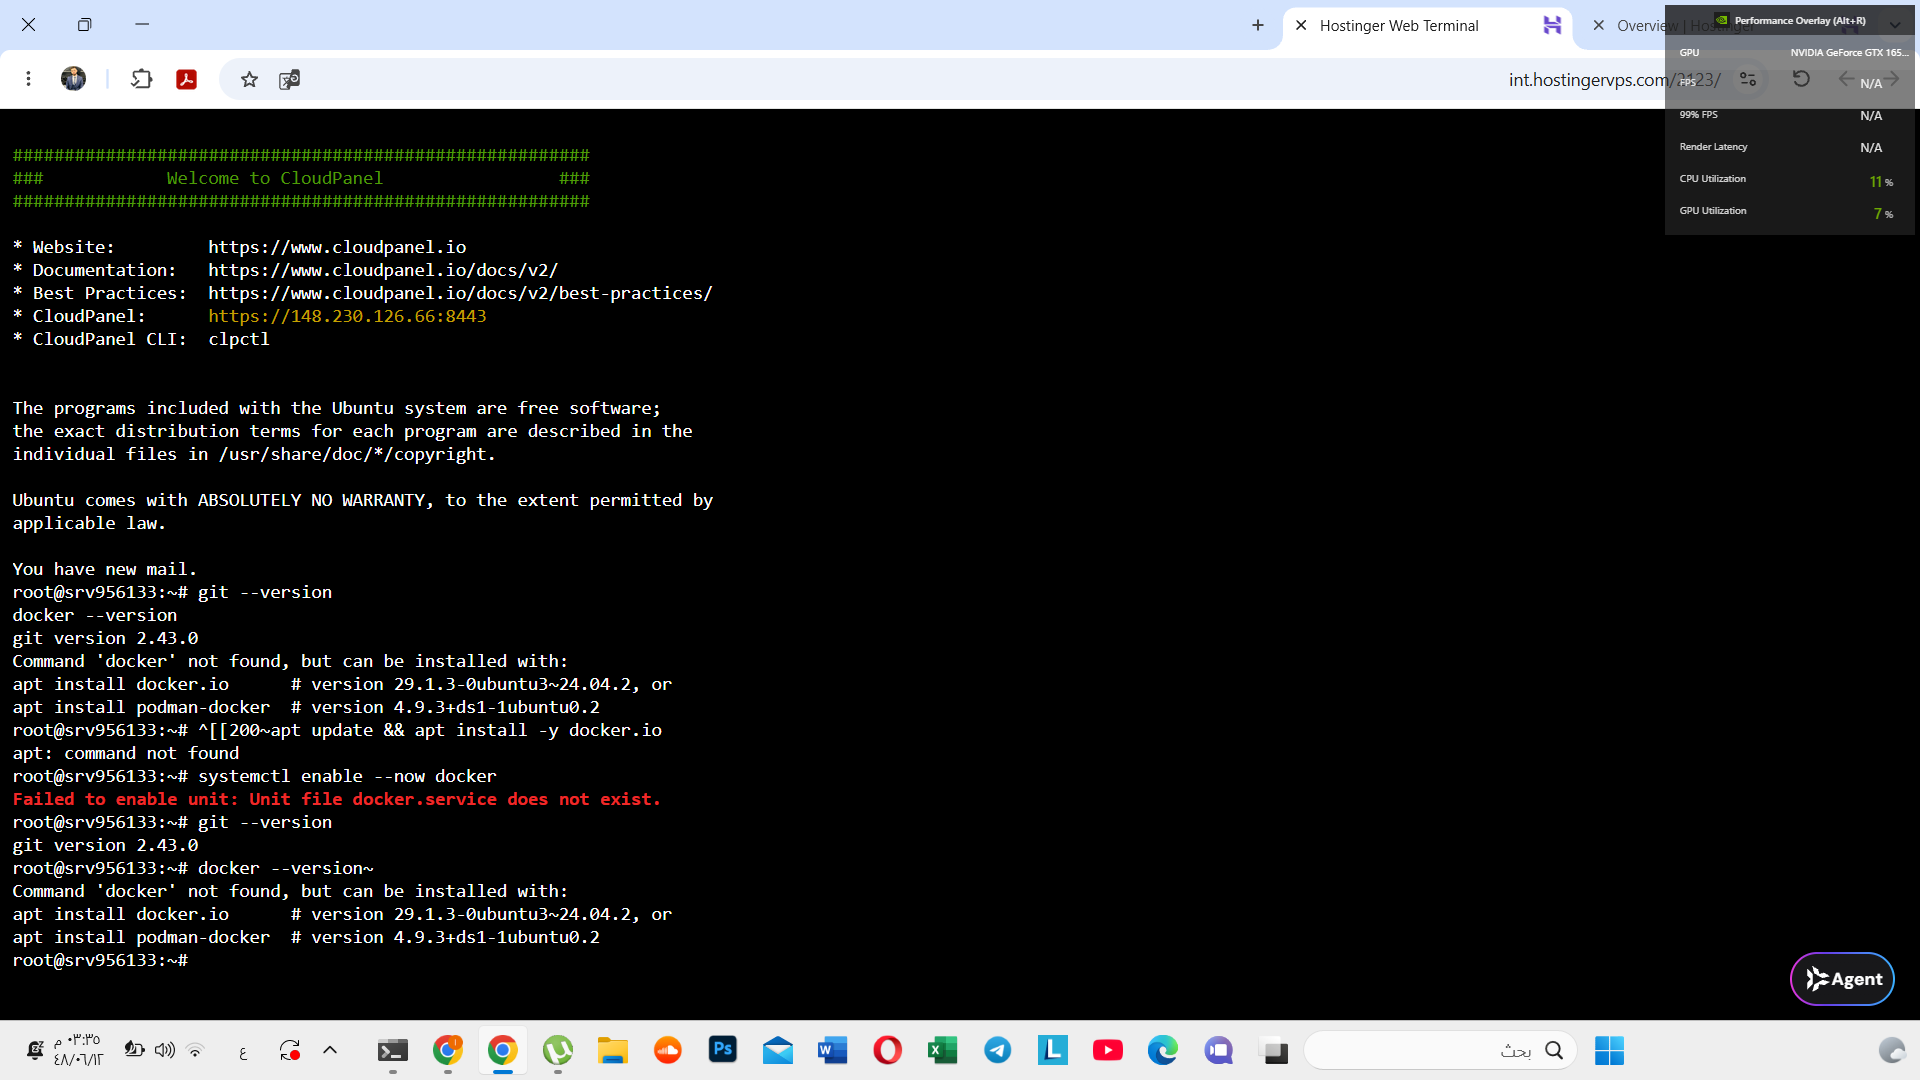 Hostinger Web Terminal
Overview | Hostinger
int.hostingervps.com/2123/
Performance Overlay (Alt+R)
GPU NVIDIA GeForce GTX 165...
FPS N/A
99% FPS N/A
Render Latency N/A
CPU Utilization 11 %
GPU Utilization 7 %
########################################################
### Welcome to CloudPanel ###
########################################################
* Website: https://www.cloudpanel.io
* Documentation: https://www.cloudpanel.io/docs/v2/
* Best Practices: https://www.cloudpanel.io/docs/v2/best-practices/
* CloudPanel: https://148.230.126.66:8443
* CloudPanel CLI: clpctl
The programs included with the Ubuntu system are free software;
the exact distribution terms for each program are described in the
individual files in /usr/share/doc/*/copyright.
Ubuntu comes with ABSOLUTELY NO WARRANTY, to the extent permitted by
applicable law.
You have new mail.
root@srv956133:~# git --version
docker --version
git version 2.43.0
Command 'docker' not found, but can be installed with:
apt install docker.io      # version 29.1.3-0ubuntu3~24.04.2, or
apt install podman-docker  # version 4.9.3+ds1-1ubuntu0.2
root@srv956133:~# ^[[200~apt update && apt install -y docker.io
apt: command not found
root@srv956133:~# systemctl enable --now docker
Failed to enable unit: Unit file docker.service does not exist.
root@srv956133:~# git --version
git version 2.43.0
root@srv956133:~# docker --version~
Command 'docker' not found, but can be installed with:
apt install docker.io      # version 29.1.3-0ubuntu3~24.04.2, or
apt install podman-docker  # version 4.9.3+ds1-1ubuntu0.2
root@srv956133:~#
Agent
٠٣:٣٥ م
٤٨/٠٦/١٢
ع
بحث